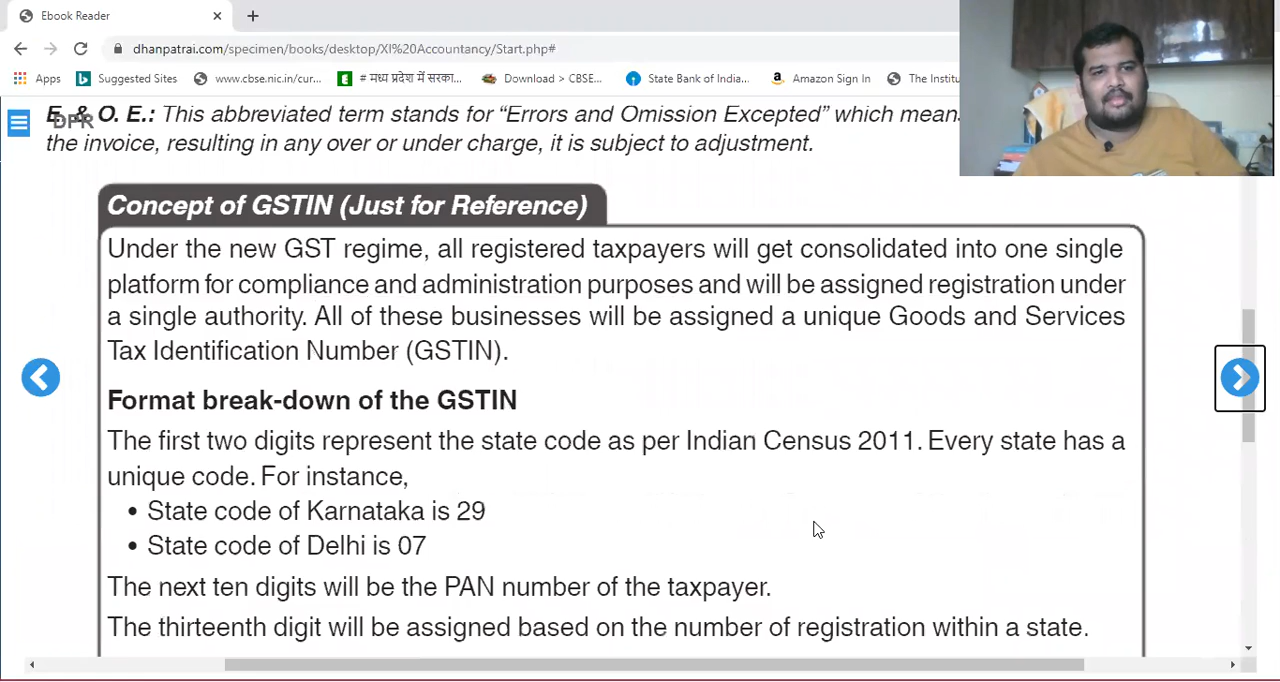 Ebook Reader
dhanpatrai.com/specimen/books/desktop/XI%20Accountancy/Start.php#
Apps Suggested Sites www.cbse.nic.in/cur... # मध्य प्रदेश में सरका... Download > CBSE... State Bank of India... Amazon Sign In The Institu
E. & O. E.: This abbreviated term stands for “Errors and Omission Excepted” which means
DPR
the invoice, resulting in any over or under charge, it is subject to adjustment.
Concept of GSTIN (Just for Reference)
Under the new GST regime, all registered taxpayers will get consolidated into one single
platform for compliance and administration purposes and will be assigned registration under
a single authority. All of these businesses will be assigned a unique Goods and Services
Tax Identification Number (GSTIN).
Format break-down of the GSTIN
The first two digits represent the state code as per Indian Census 2011. Every state has a
unique code. For instance,
• State code of Karnataka is 29
• State code of Delhi is 07
The next ten digits will be the PAN number of the taxpayer.
The thirteenth digit will be assigned based on the number of registration within a state.